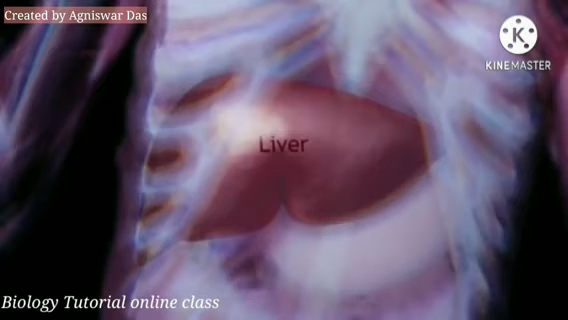 Created by Agniswar Das
K
KINEMASTER
Liver
Biology Tutorial online class